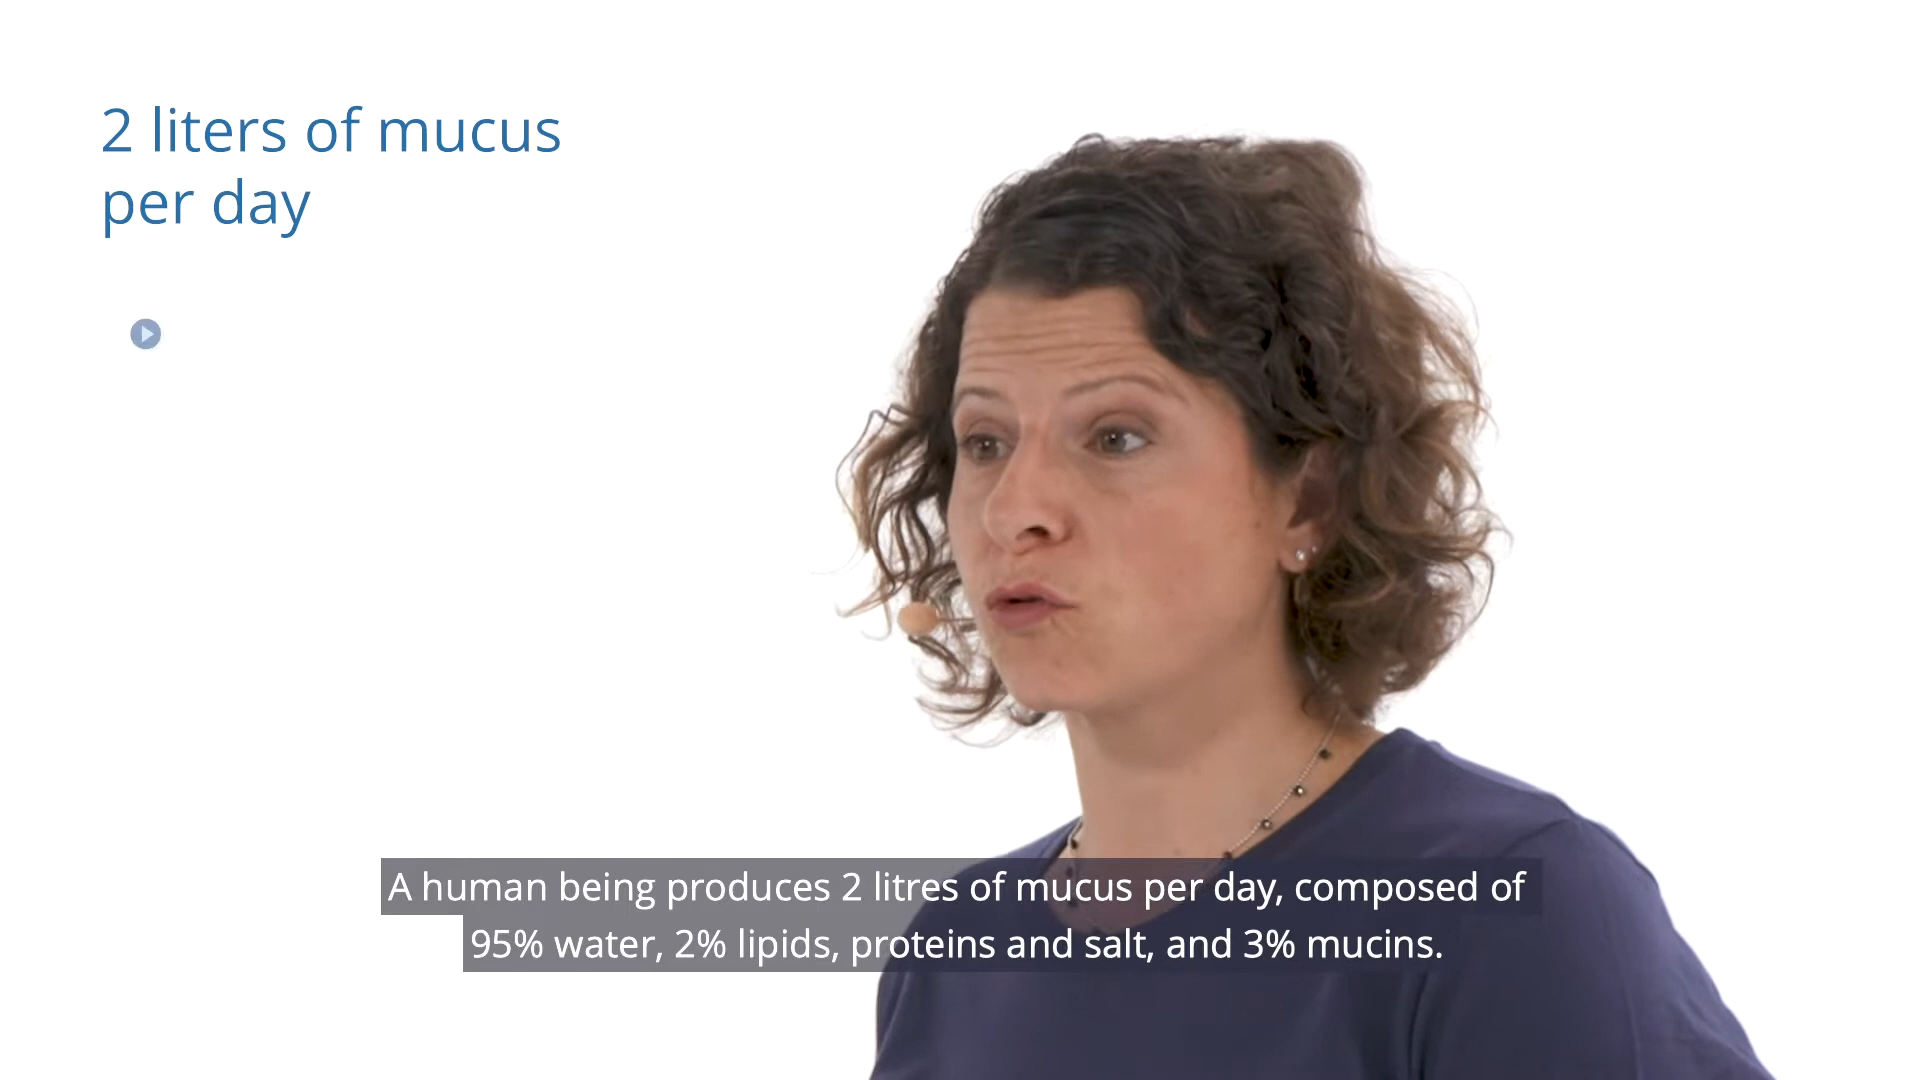 2 liters of mucus
per day
A human being produces 2 litres of mucus per day, composed of
95% water, 2% lipids, proteins and salt, and 3% mucins.